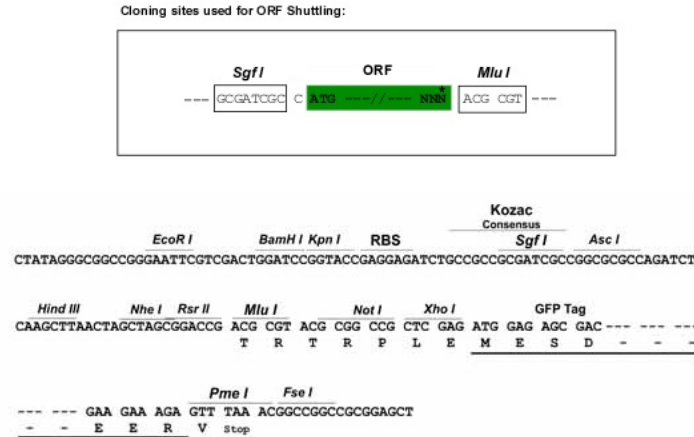 Cloning sites used for ORF Shuttling:
Sgf I ORF Mlu I
--- GCGATCGC C ATG ---//--- NNN* ACG CGT ---
Kozac
Consensus
EcoR I BamH I Kpn I RBS Sgf I Asc I
CTATAGGGCGGCCGGGAATTCGTCGACTGGATCCGGTACCGAGGAGATCTGCCGCCGCGATCGCCGGCGCGCCAGATCT
Hind III Nhe I Rsr II Mlu I Not I Xho I GFP Tag
CAAGCTTAACTAGCTAGCGGACCG ACG CGT ACG CGG CCG CTC GAG ATG GAG AGC GAC --- --- ---
T R T R P L E M E S D - - -
Pme I Fse I
--- --- GAA GAA AGA GTT TAA ACGGCCGGCCGCGGAGCT
- - E E R V Stop